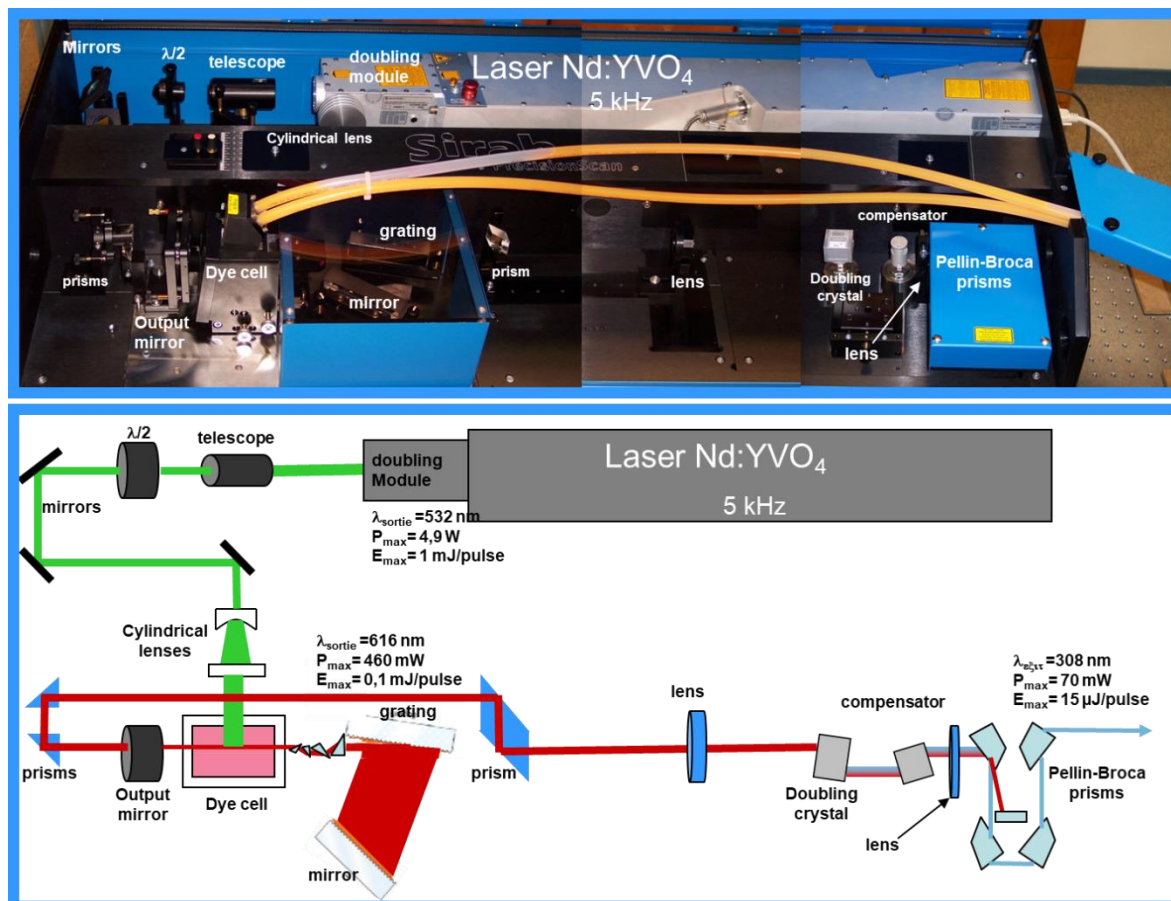 Mirrors
λ/2
telescope
doubling
module
Laser Nd:YVO4
5 kHz
Cylindrical lens
Sirah
PrecisionScan
prisms
Dye cell
Output
mirror
grating
mirror
prism
lens
compensator
Doubling
crystal
lens
Pellin-Broca
prisms
λ/2
telescope
doubling
Module
Laser Nd:YVO4
5 kHz
mirrors
λsortie =532 nm
Pmax= 4,9 W
Emax= 1 mJ/pulse
Cylindrical
lenses
λsortie =616 nm
Pmax= 460 mW
Emax= 0,1 mJ/pulse
grating
prisms
Output
mirror
Dye cell
mirror
prism
lens
Doubling
crystal
compensator
lens
λεξιτ =308 nm
Pmax= 70 mW
Emax= 15 µJ/pulse
Pellin-Broca
prisms